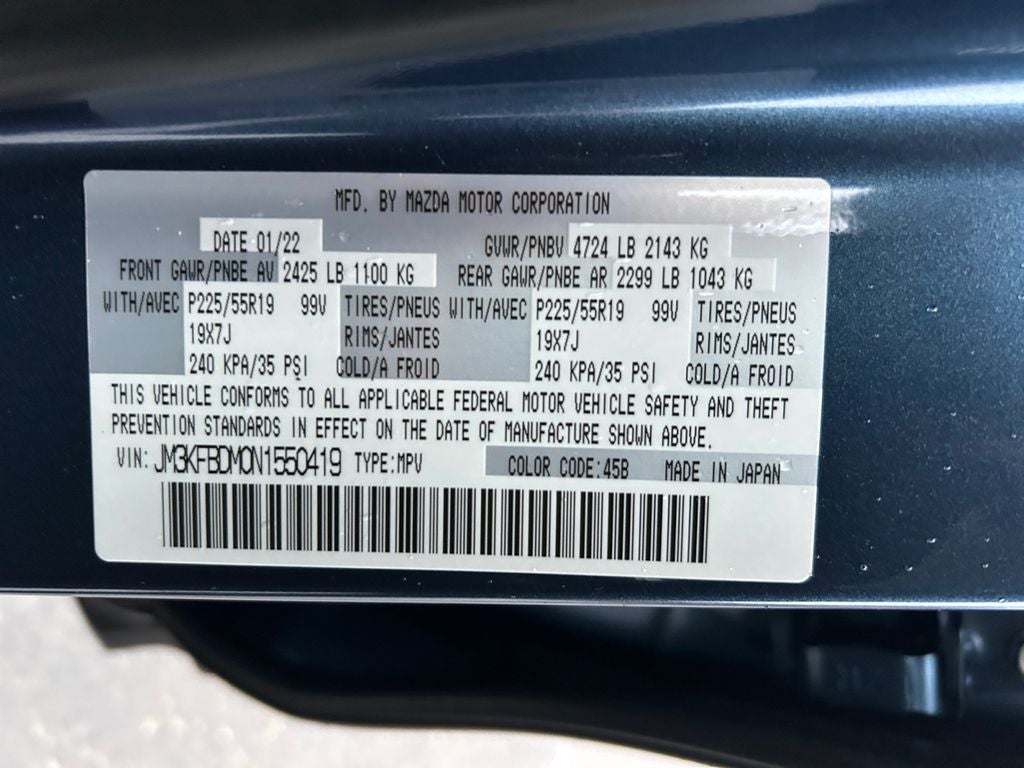 MFD. BY MAZDA MOTOR CORPORATION
DATE 01/22 GVWR/PNBV 4724 LB 2143 KG
FRONT GAWR/PNBE AV 2425 LB 1100 KG REAR GAWR/PNBE AR 2299 LB 1043 KG
WITH/AVEC P225/55R19 99V TIRES/PNEUS WITH/AVEC P225/55R19 99V TIRES/PNEUS
19X7J RIMS/JANTES 19X7J RIMS/JANTES
240 KPA/35 PSI COLD/A FROID 240 KPA/35 PSI COLD/A FROID
THIS VEHICLE CONFORMS TO ALL APPLICABLE FEDERAL MOTOR VEHICLE SAFETY AND THEFT
PREVENTION STANDARDS IN EFFECT ON THE DATE OF MANUFACTURE SHOWN ABOVE.
VIN: JM3KFBDM0N1550419 TYPE:MPV COLOR CODE:45B MADE IN JAPAN